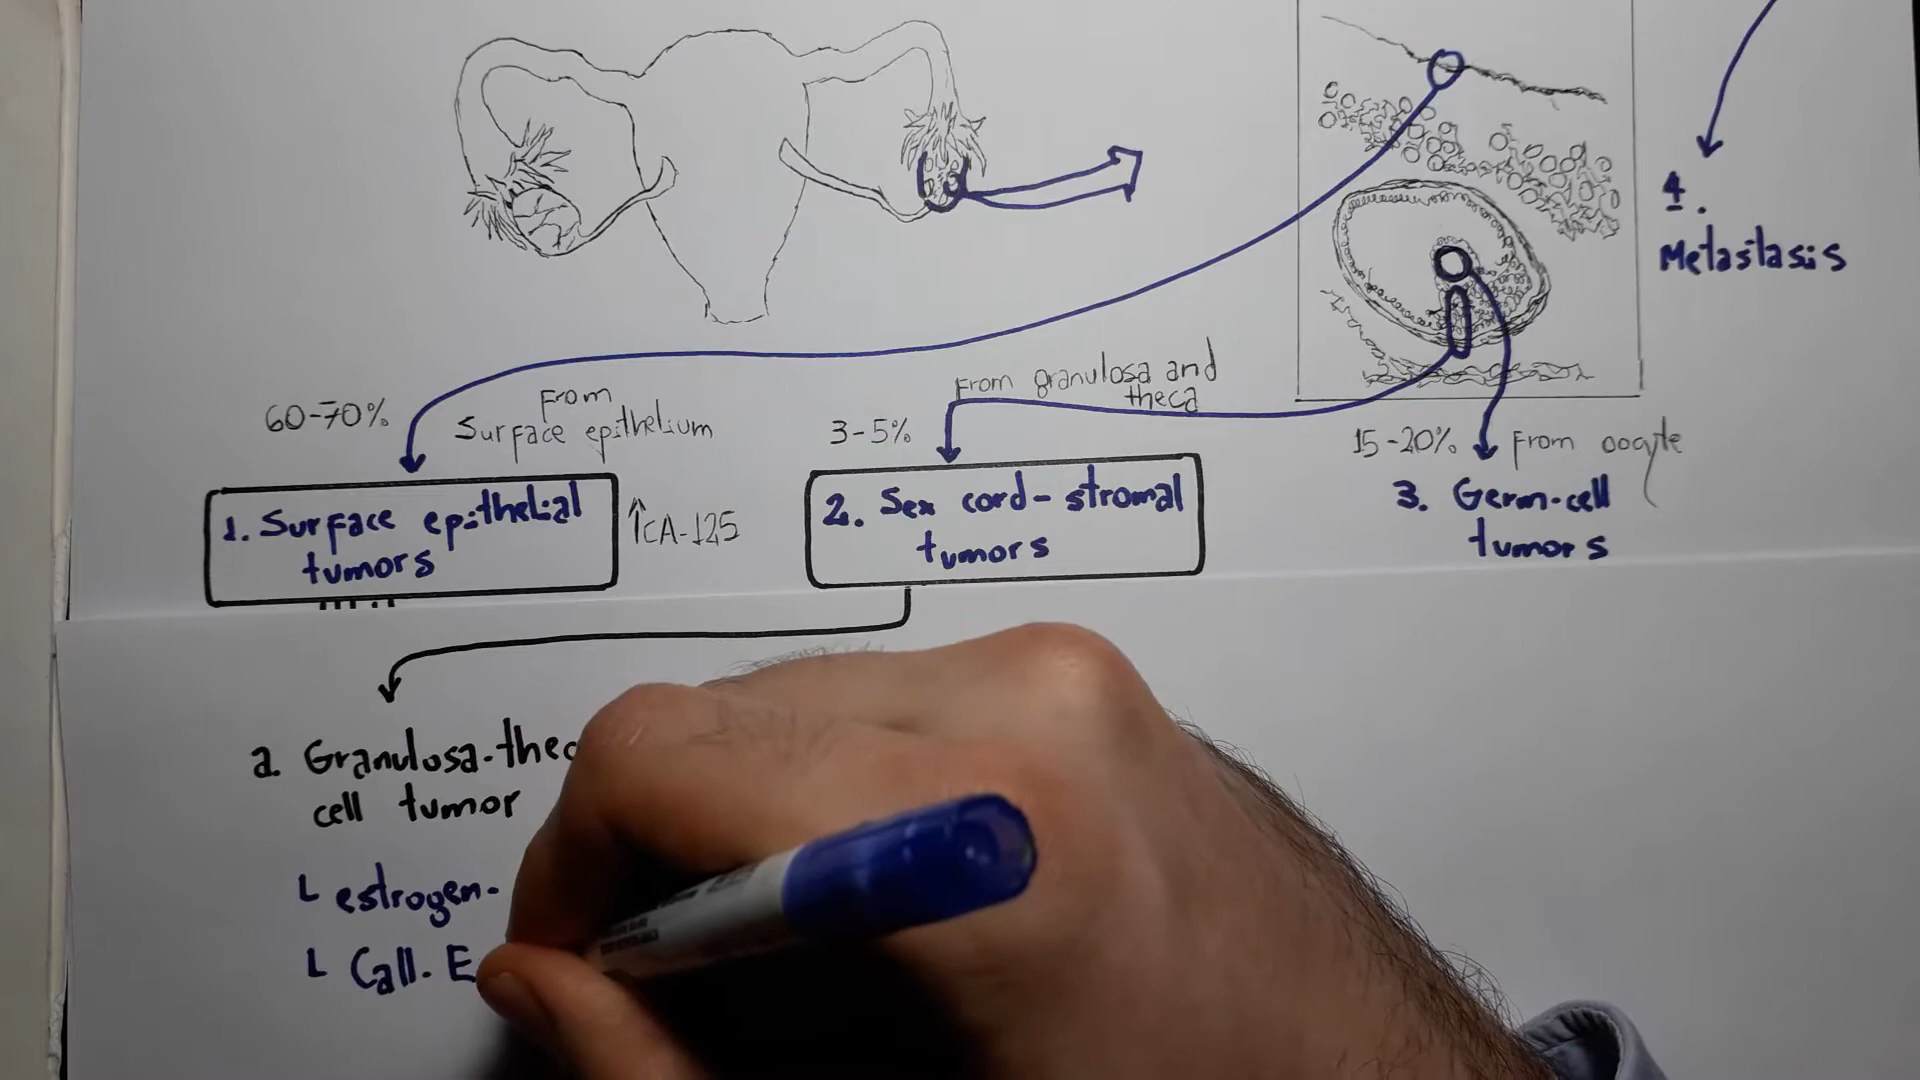 4.
Metastasis
60-70%
From
Surface epithelium
From granulosa and
theca
3-5%
15-20%
From oocyte
1. Surface epithelial
tumors
↑CA-125
2. Sex cord-stromal
tumors
3. Germ-cell
tumors
a. Granulosa-thec
cell tumor
estrogen-
Call-E